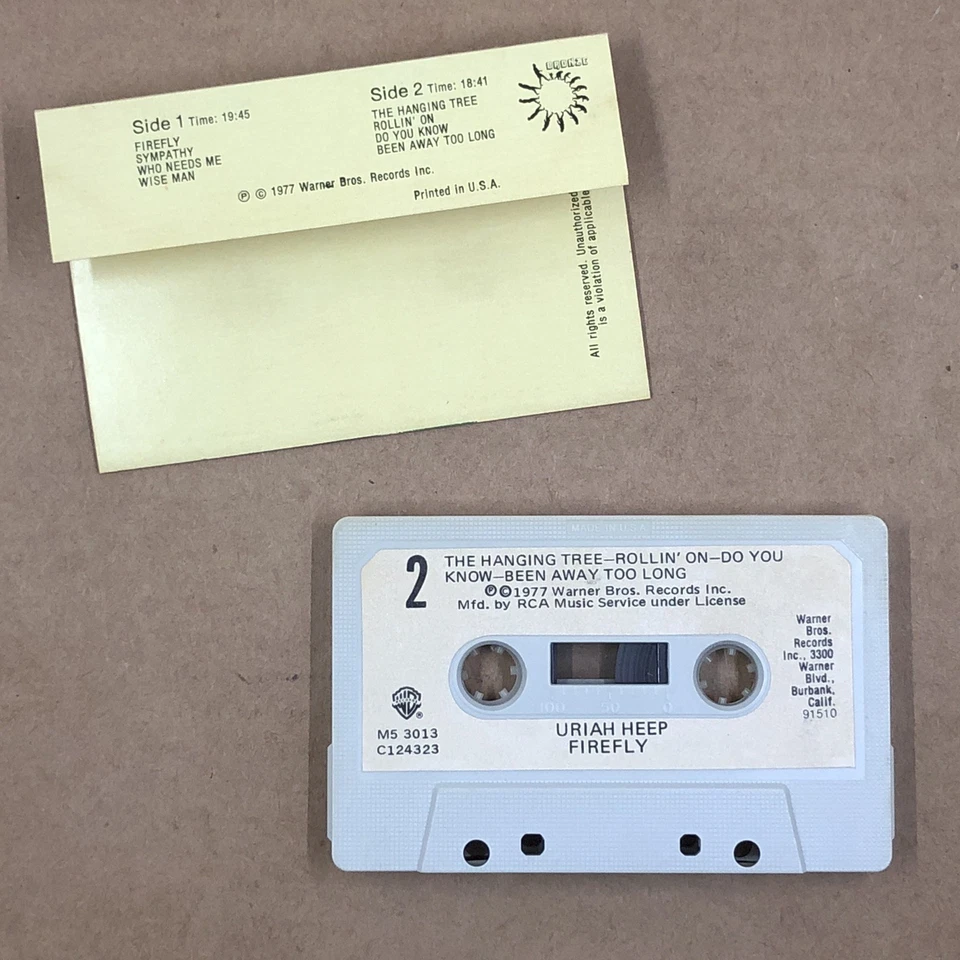 BRONZE
Side 1 Time: 19:45
FIREFLY
SYMPATHY
WHO NEEDS ME
WISE MAN
Side 2 Time: 18:41
THE HANGING TREE
ROLLIN' ON
DO YOU KNOW
BEEN AWAY TOO LONG
℗ © 1977 Warner Bros. Records Inc.
Printed in U.S.A.
All rights reserved. Unauthorized
is a violation of applicable
MADE IN U.S.A.
2
THE HANGING TREE—ROLLIN' ON—DO YOU
KNOW—BEEN AWAY TOO LONG
℗©1977 Warner Bros. Records Inc.
Mfd. by RCA Music Service under License
Warner
Bros.
Records
Inc., 3300
Warner
Blvd.,
Burbank,
Calif.
91510
100 50 0
WB®
M5 3013
C124323
URIAH HEEP
FIREFLY